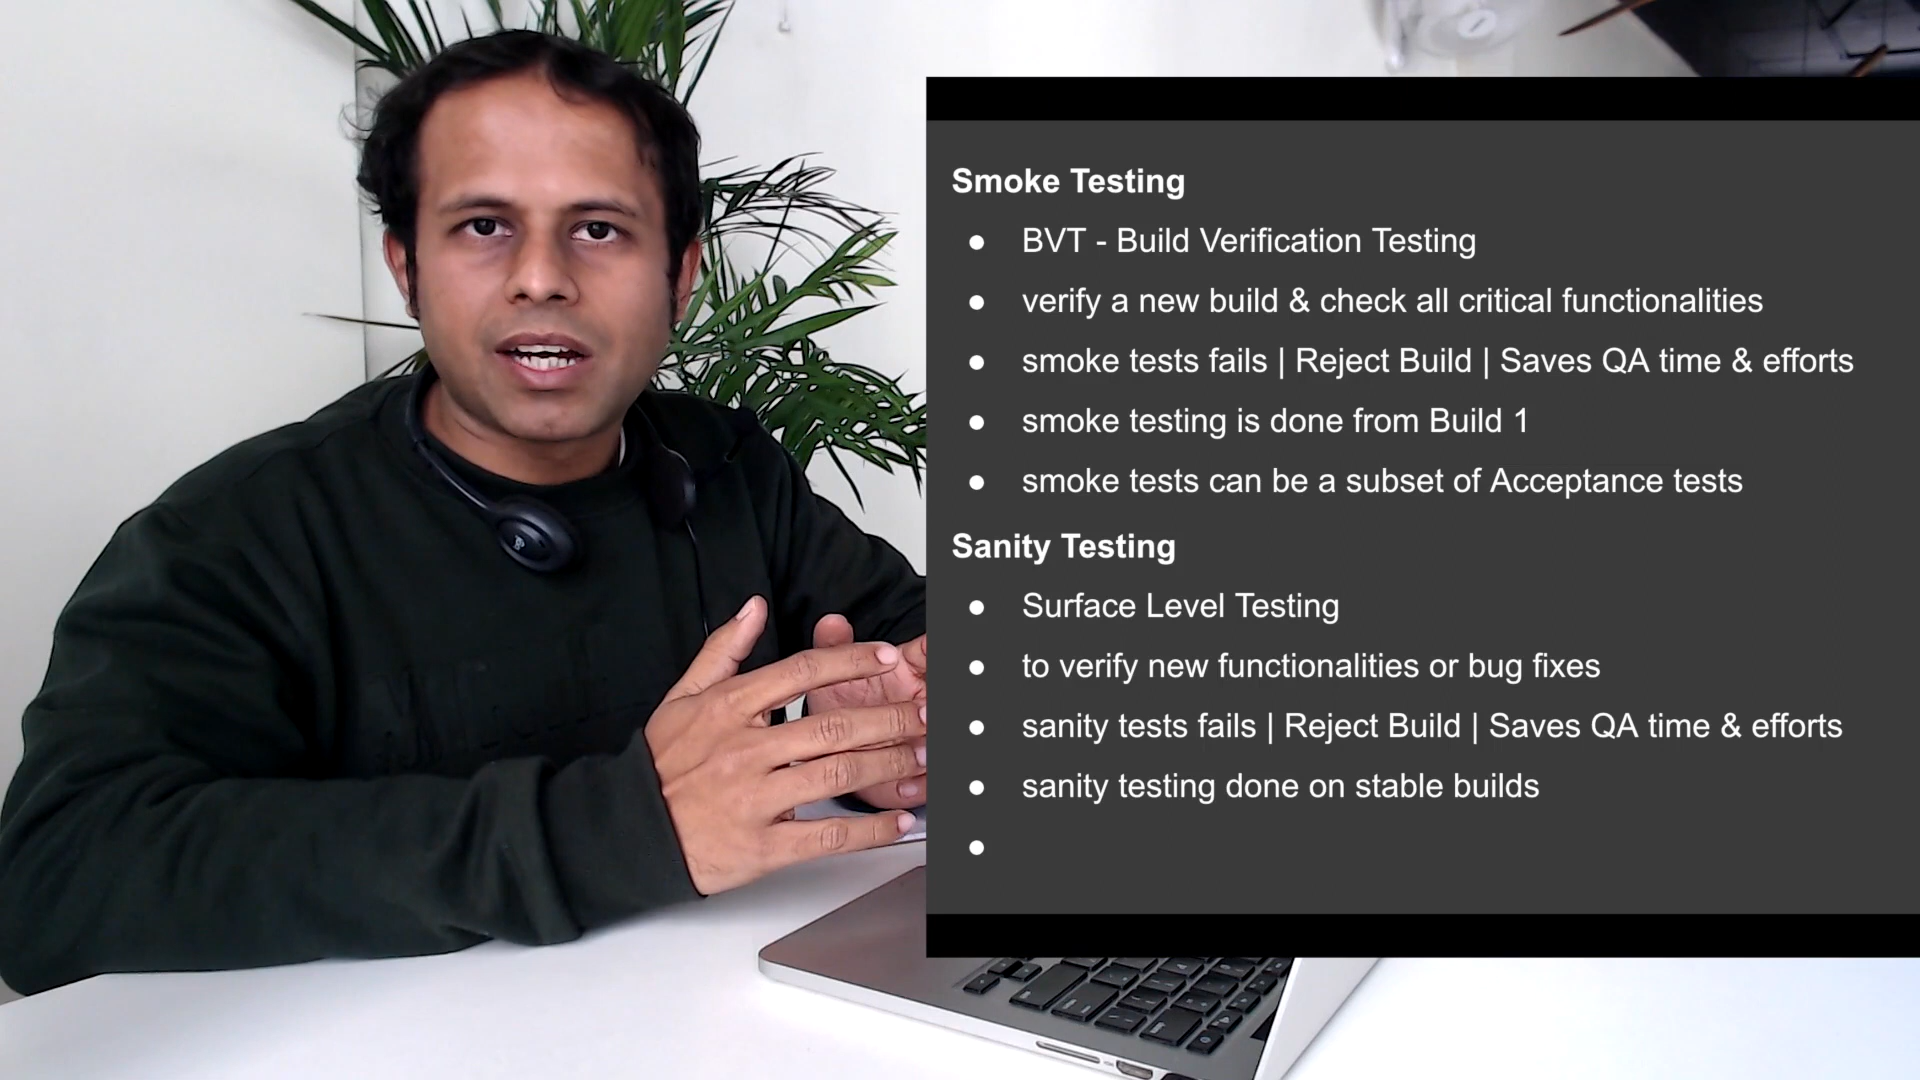 Smoke Testing
● BVT - Build Verification Testing
● verify a new build & check all critical functionalities
● smoke tests fails | Reject Build | Saves QA time & efforts
● smoke testing is done from Build 1
● smoke tests can be a subset of Acceptance tests
Sanity Testing
● Surface Level Testing
● to verify new functionalities or bug fixes
● sanity tests fails | Reject Build | Saves QA time & efforts
● sanity testing done on stable builds
●